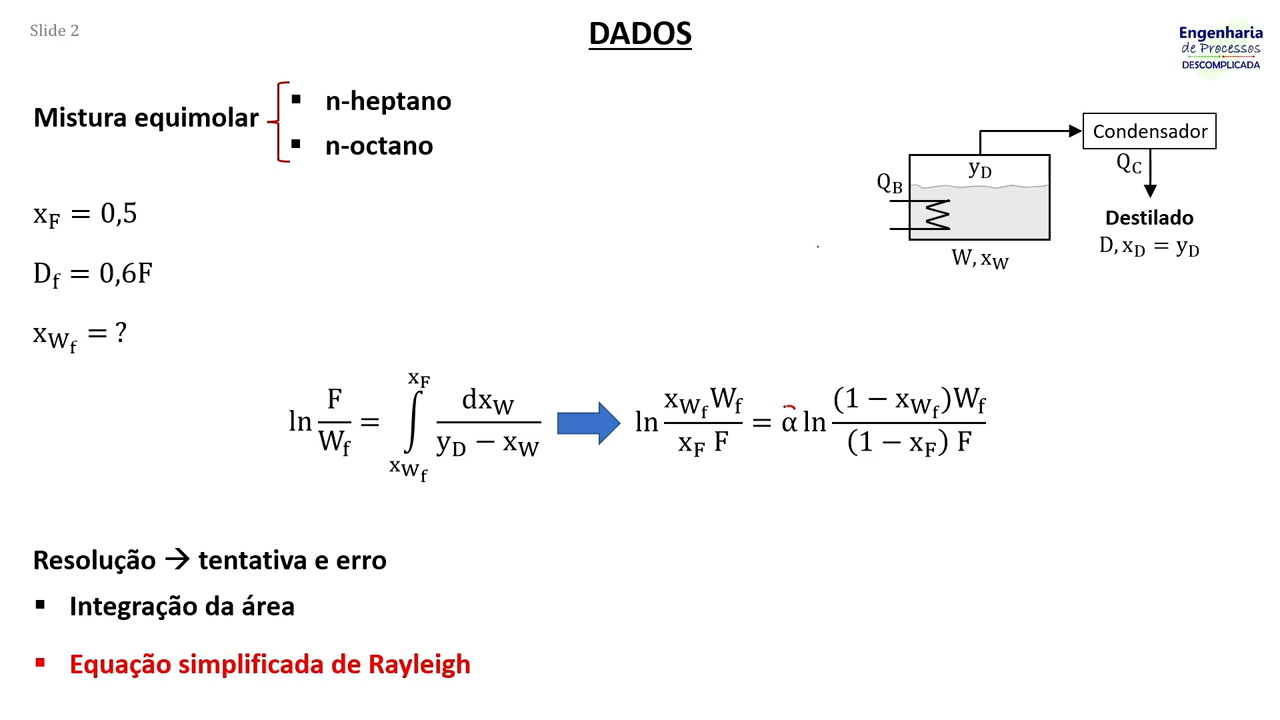 Slide 2
DADOS
Engenharia
de Processos
DESCOMPLICADA
Mistura equimolar
▪ n-heptano
▪ n-octano
x_F = 0,5
D_f = 0,6F
x_{W_f} = ?
Condensador
y_D
Q_B
Q_C
Destilado
D, x_D = y_D
W, x_W
ln F/W_f = ∫_{x_{W_f}}^{x_F} dx_W/(y_D − x_W)
ln (x_{W_f} W_f)/(x_F F) = α ln ((1 − x_{W_f})W_f)/((1 − x_F) F)
Resolução → tentativa e erro
▪ Integração da área
▪ Equação simplificada de Rayleigh